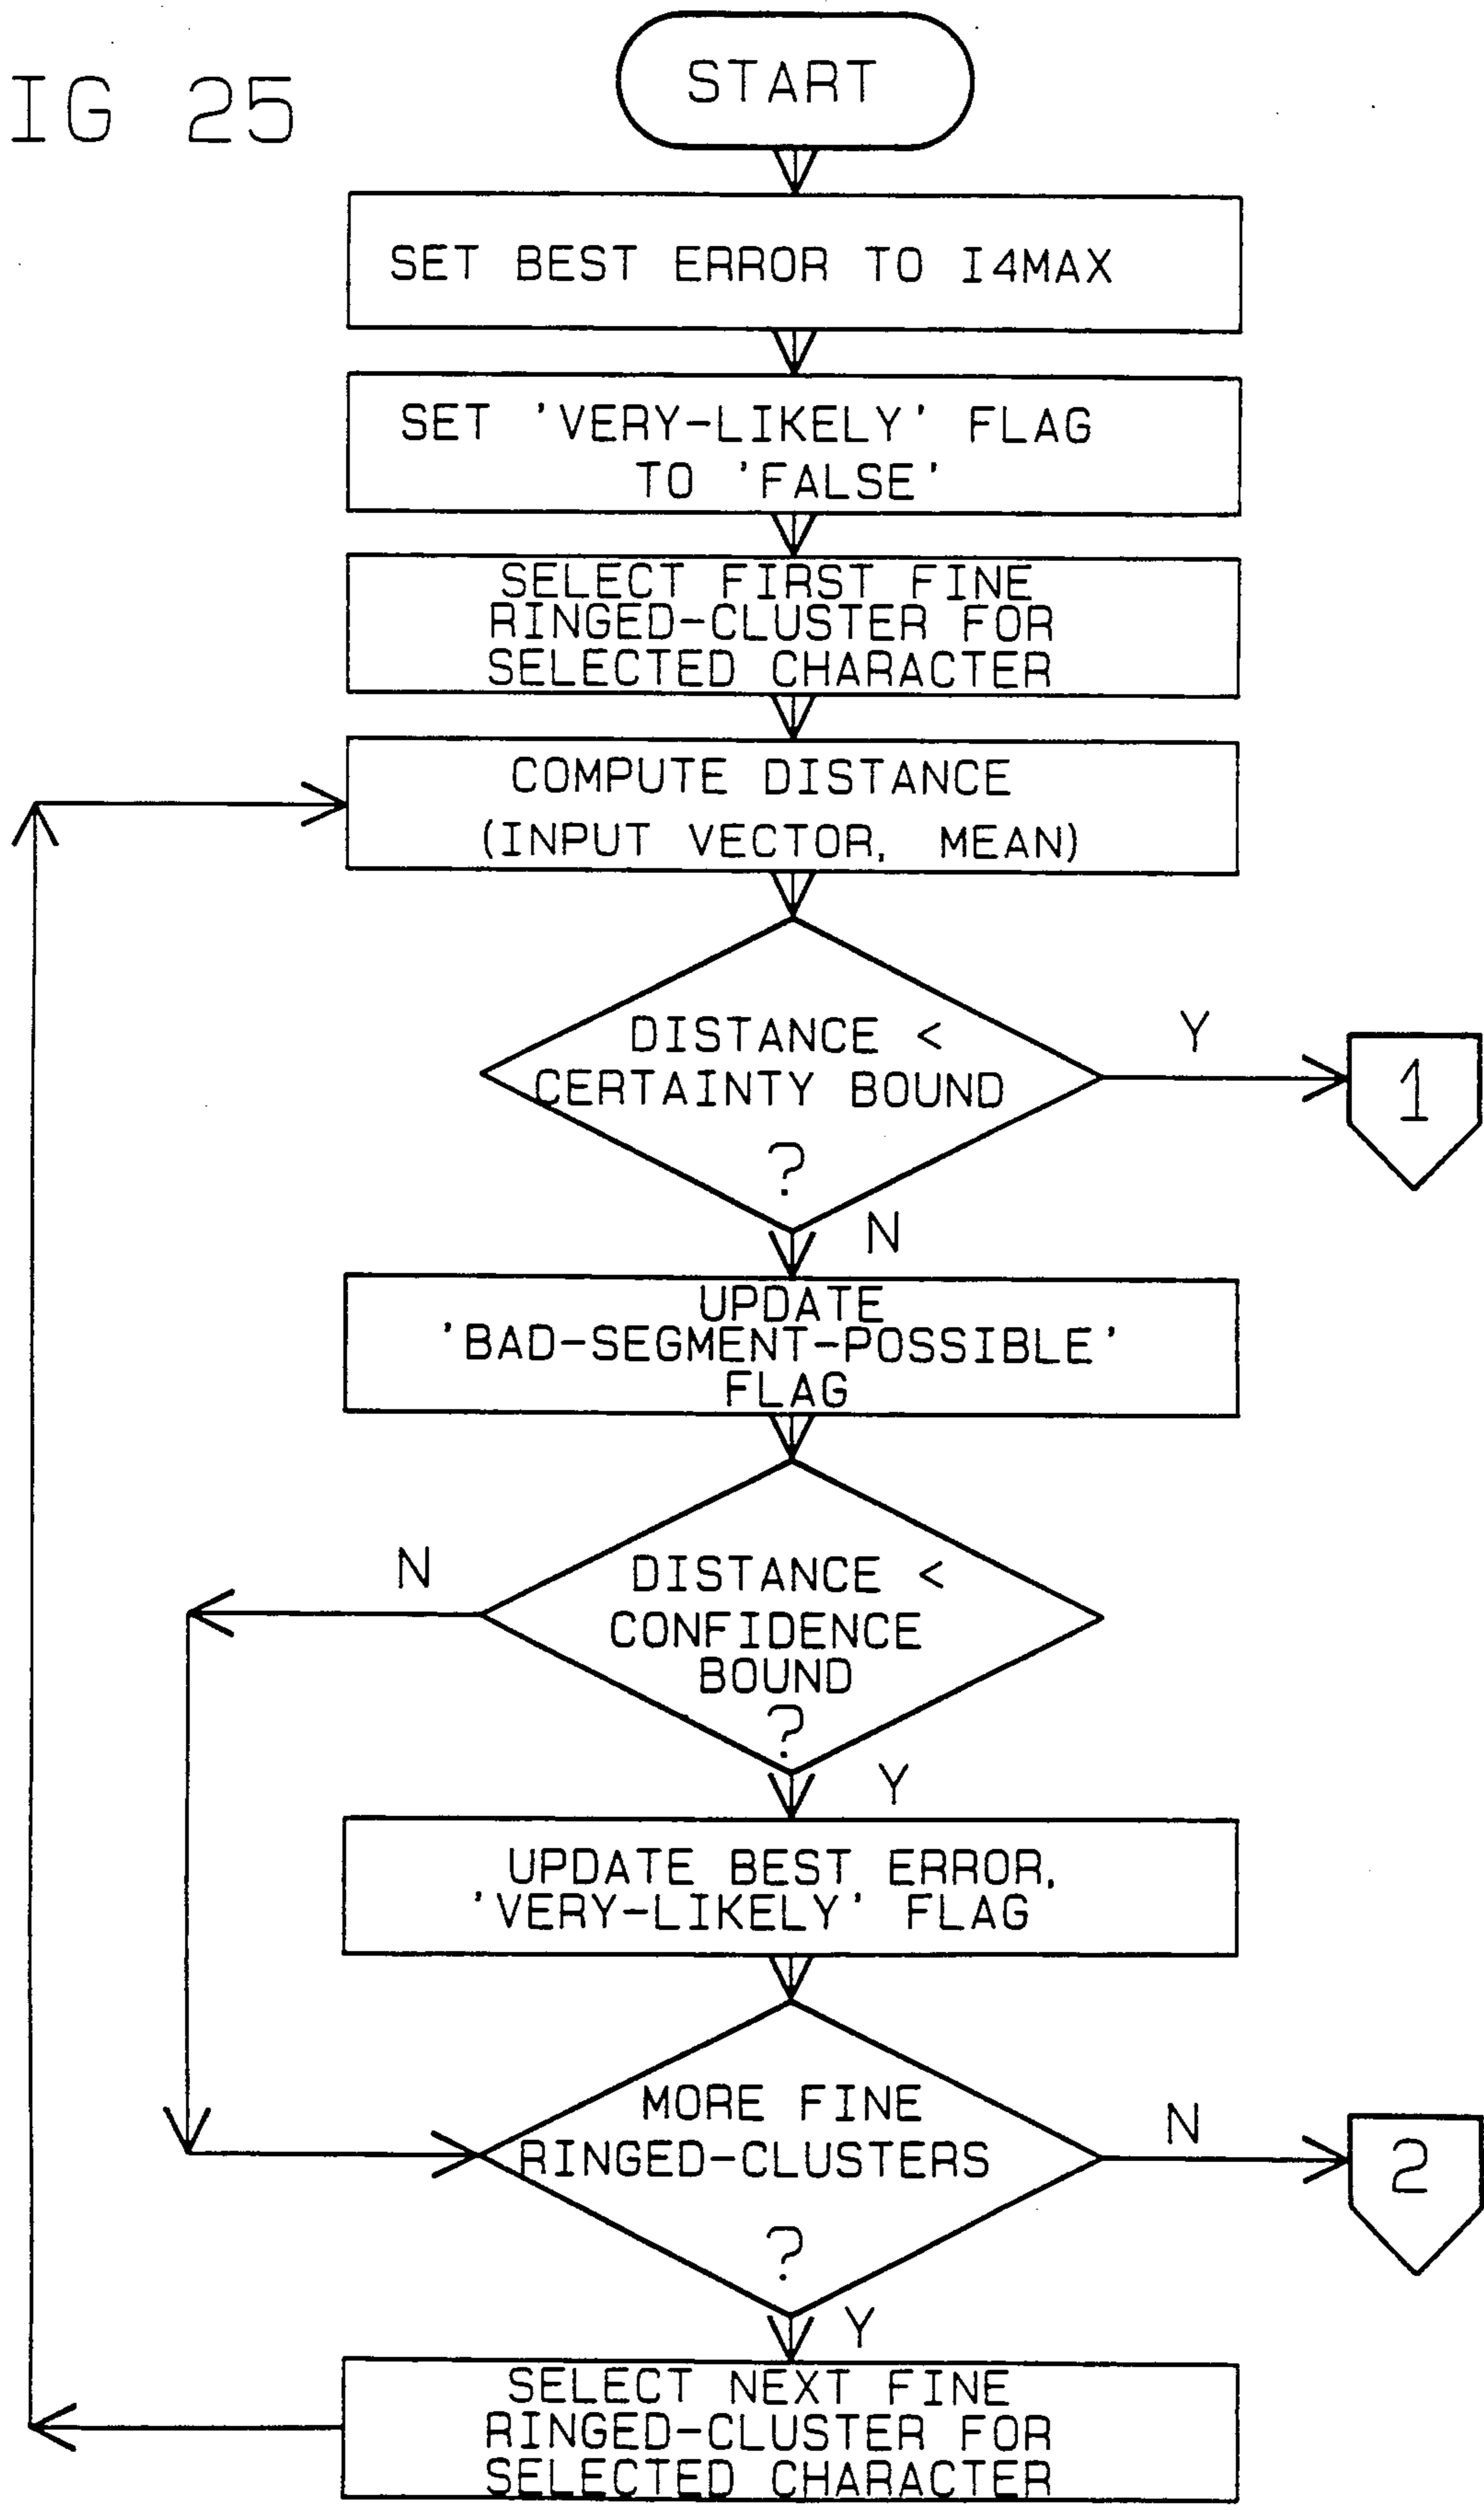 IG 25
START
SET BEST ERROR TO I4MAX
SET 'VERY-LIKELY' FLAG
TO 'FALSE'
SELECT FIRST FINE
RINGED-CLUSTER FOR
SELECTED CHARACTER
COMPUTE DISTANCE
(INPUT VECTOR, MEAN)
DISTANCE <
CERTAINTY BOUND
?
Y
1
N
UPDATE
'BAD-SEGMENT-POSSIBLE'
FLAG
DISTANCE <
CONFIDENCE
BOUND
?
N
Y
UPDATE BEST ERROR,
'VERY-LIKELY' FLAG
MORE FINE
RINGED-CLUSTERS
?
N
2
Y
SELECT NEXT FINE
RINGED-CLUSTER FOR
SELECTED CHARACTER